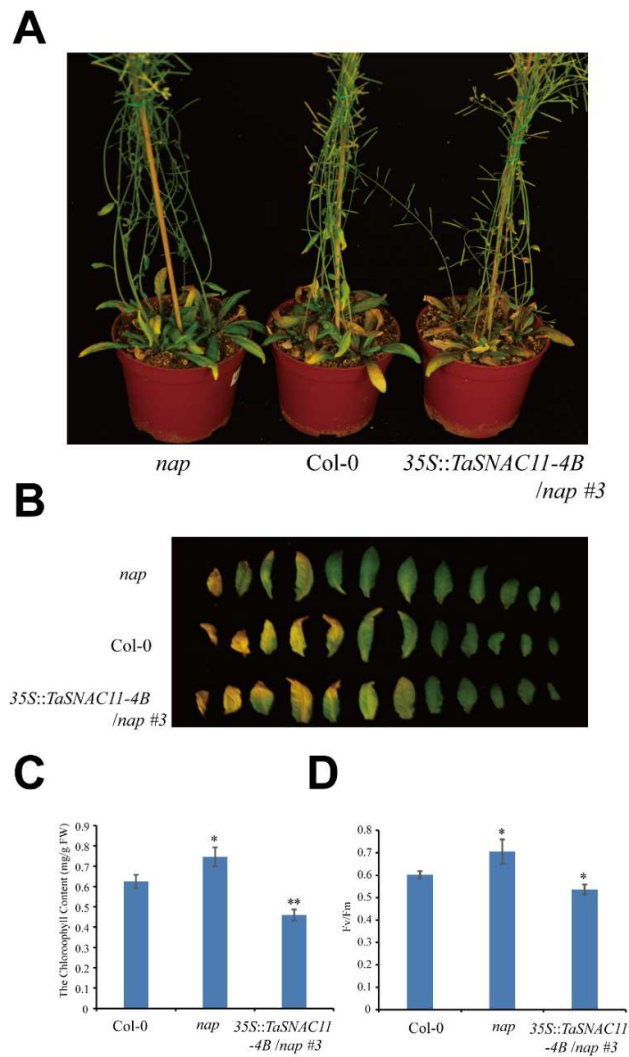 A
nap Col-0 35S::TaSNAC11-4B
/nap #3
B
nap
Col-0
35S::TaSNAC11-4B
/nap #3
C
The Chloroophyll Content (mg/g FW)
0.9
0.8
0.7
0.6
0.5
0.4
0.3
0.2
0.1
0
*
**
Col-0 nap 35S::TaSNAC11
-4B /nap #3
D
Fv/Fm
0.8
0.7
0.6
0.5
0.4
0.3
0.2
0.1
0
*
*
Col-0 nap 35S::TaSNAC11
-4B /nap #3